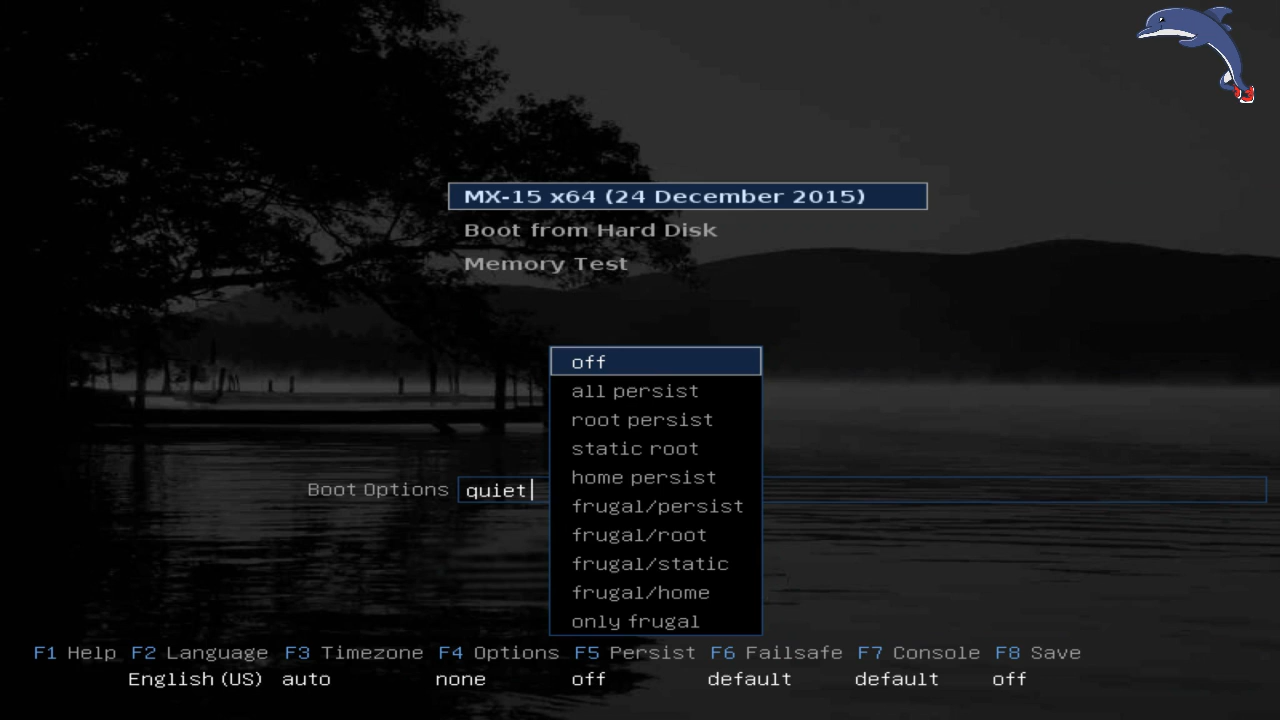 MX-15 x64 (24 December 2015)
Boot from Hard Disk
Memory Test
off
all persist
root persist
static root
home persist
Boot Options quiet
frugal/persist
frugal/root
frugal/static
frugal/home
only frugal
F1 Help F2 Language F3 Timezone F4 Options F5 Persist F6 Failsafe F7 Console F8 Save
English (US) auto none off default default off